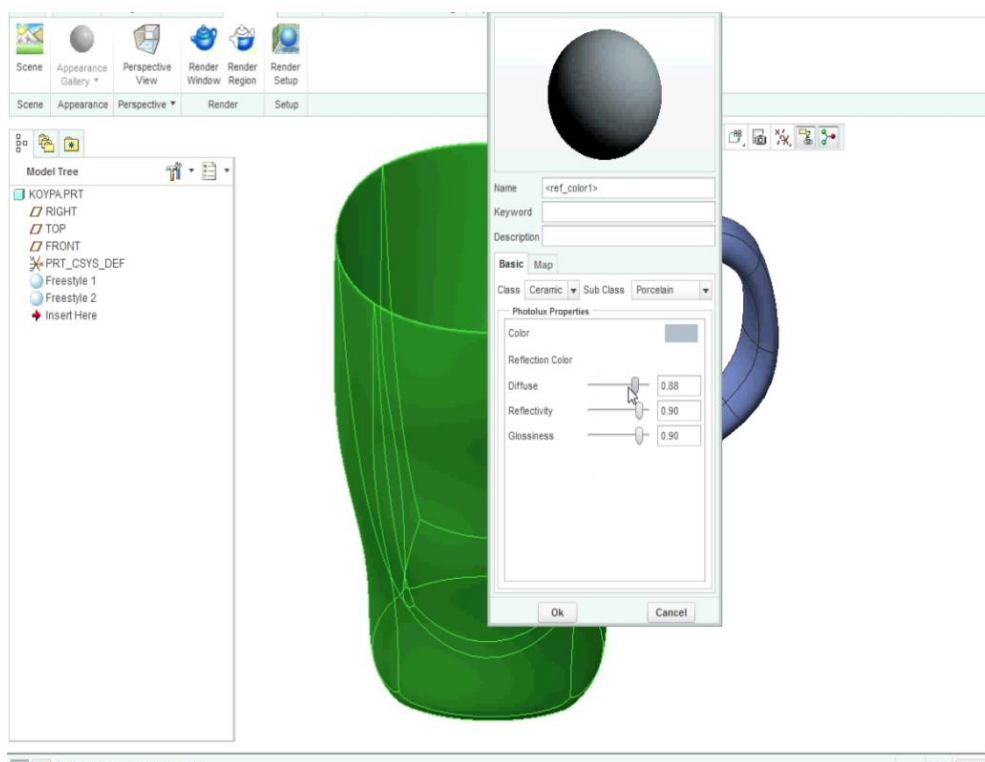 Scene
Appearance Gallery
Perspective View
Render Window
Render Region
Render Setup
Scene
Appearance
Perspective
Render
Setup
Model Tree
KOYPA.PRT
RIGHT
TOP
FRONT
PRT_CSYS_DEF
Freestyle 1
Freestyle 2
Insert Here
Name <ref_color1>
Keyword
Description
Basic Map
Class Ceramic Sub Class Porcelain
Photolux Properties
Color
Reflection Color
Diffuse 0.88
Reflectivity 0.90
Glossiness 0.90
Ok Cancel